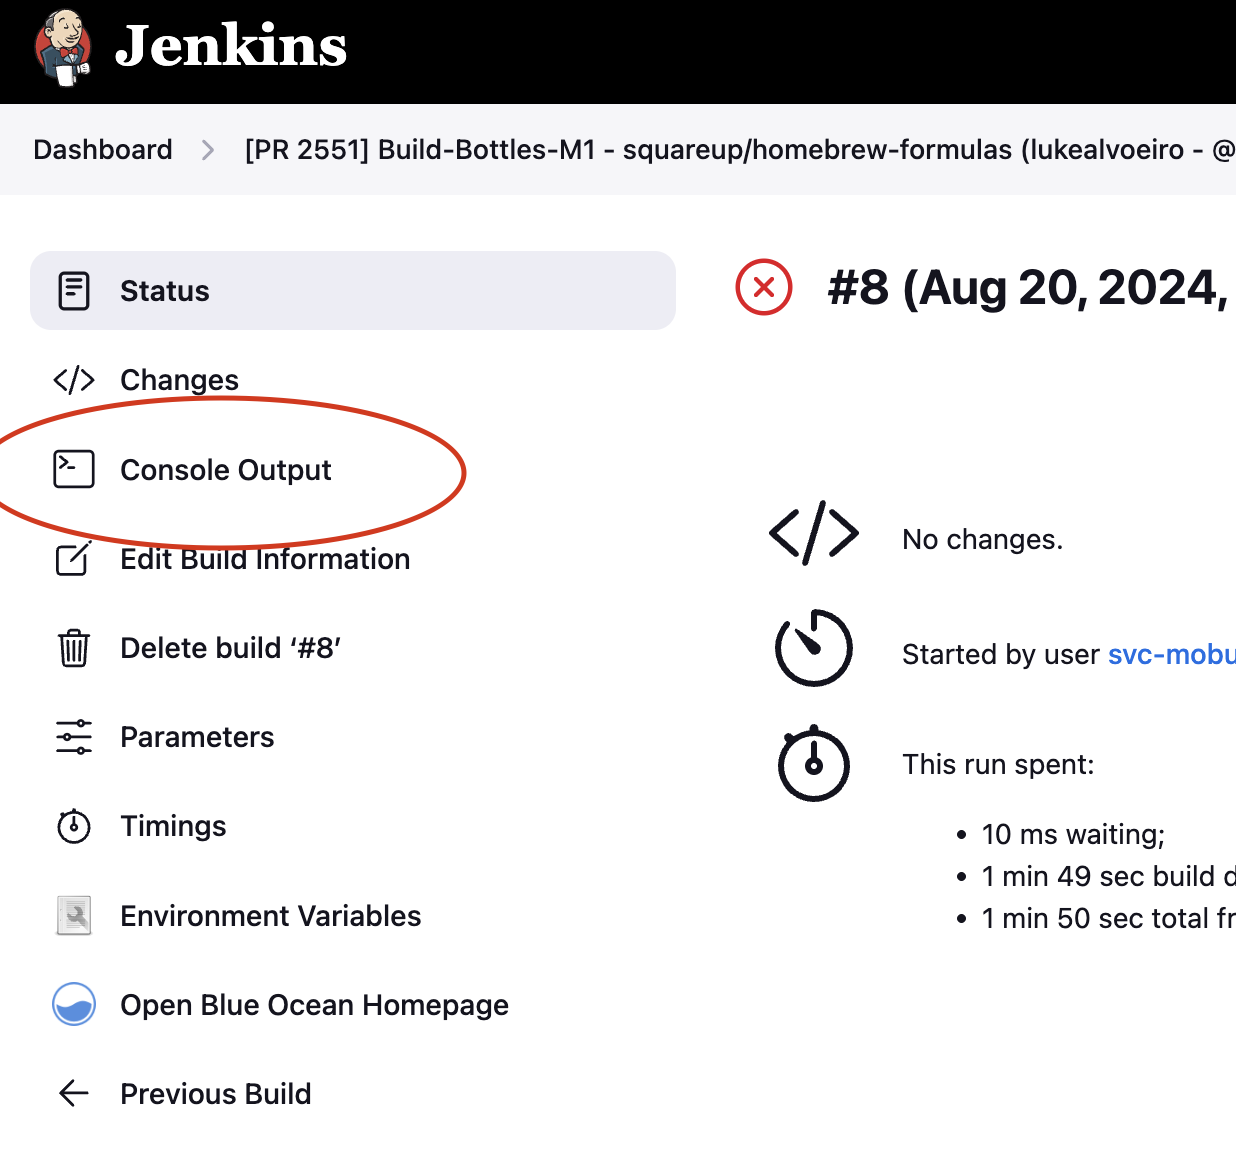 Jenkins
Dashboard > [PR 2551] Build-Bottles-M1 - squareup/homebrew-formulas (lukealvoeiro - @
Status
#8 (Aug 20, 2024,
Changes
Console Output
Edit Build Information
Delete build ‘#8’
Parameters
Timings
Environment Variables
Open Blue Ocean Homepage
Previous Build
No changes.
Started by user svc-mobu
This run spent:
• 10 ms waiting;
• 1 min 49 sec build d
• 1 min 50 sec total fr